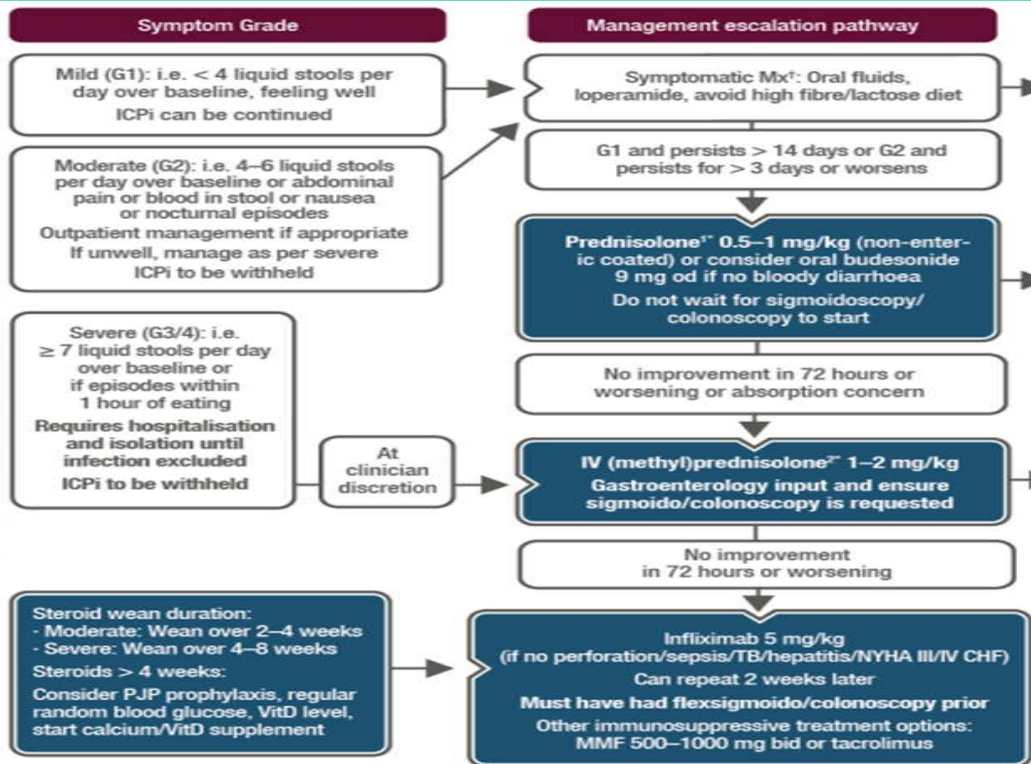 Symptom Grade
Mild (G1): i.e. < 4 liquid stools per
day over baseline, feeling well
ICPi can be continued
Moderate (G2): i.e. 4–6 liquid stools
per day over baseline or abdominal
pain or blood in stool or nausea
or nocturnal episodes
Outpatient management if appropriate
If unwell, manage as per severe
ICPi to be withheld
Severe (G3/4): i.e.
≥ 7 liquid stools per day
over baseline or
if episodes within
1 hour of eating
Requires hospitalisation
and isolation until
infection excluded
ICPi to be withheld
At
clinician
discretion
Steroid wean duration:
- Moderate: Wean over 2–4 weeks
- Severe: Wean over 4–8 weeks
Steroids > 4 weeks:
Consider PJP prophylaxis, regular
random blood glucose, VitD level,
start calcium/VitD supplement
Management escalation pathway
Symptomatic Mx†: Oral fluids,
loperamide, avoid high fibre/lactose diet
G1 and persists > 14 days or G2 and
persists for > 3 days or worsens
Prednisolone¹* 0.5–1 mg/kg (non-enter-
ic coated) or consider oral budesonide
9 mg od if no bloody diarrhoea
Do not wait for sigmoidoscopy/
colonoscopy to start
No improvement in 72 hours or
worsening or absorption concern
IV (methyl)prednisolone²* 1–2 mg/kg
Gastroenterology input and ensure
sigmoido/colonoscopy is requested
No improvement
in 72 hours or worsening
Infliximab 5 mg/kg
(if no perforation/sepsis/TB/hepatitis/NYHA III/IV CHF)
Can repeat 2 weeks later
Must have had flexsigmoido/colonoscopy prior
Other immunosuppressive treatment options:
MMF 500–1000 mg bid or tacrolimus